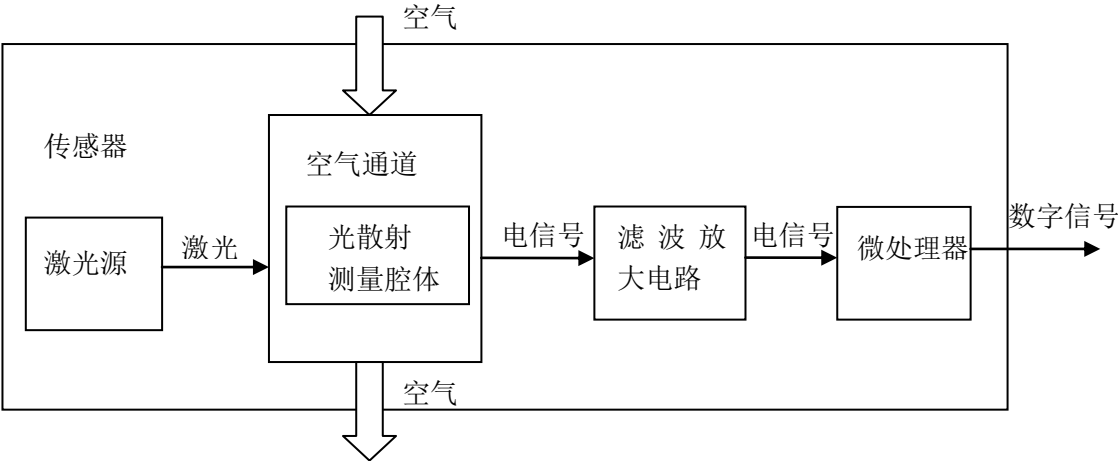 空气
传感器
空气通道
激光源
激光
光散射
测量腔体
电信号
滤波放
大电路
电信号
微处理器
数字信号
空气